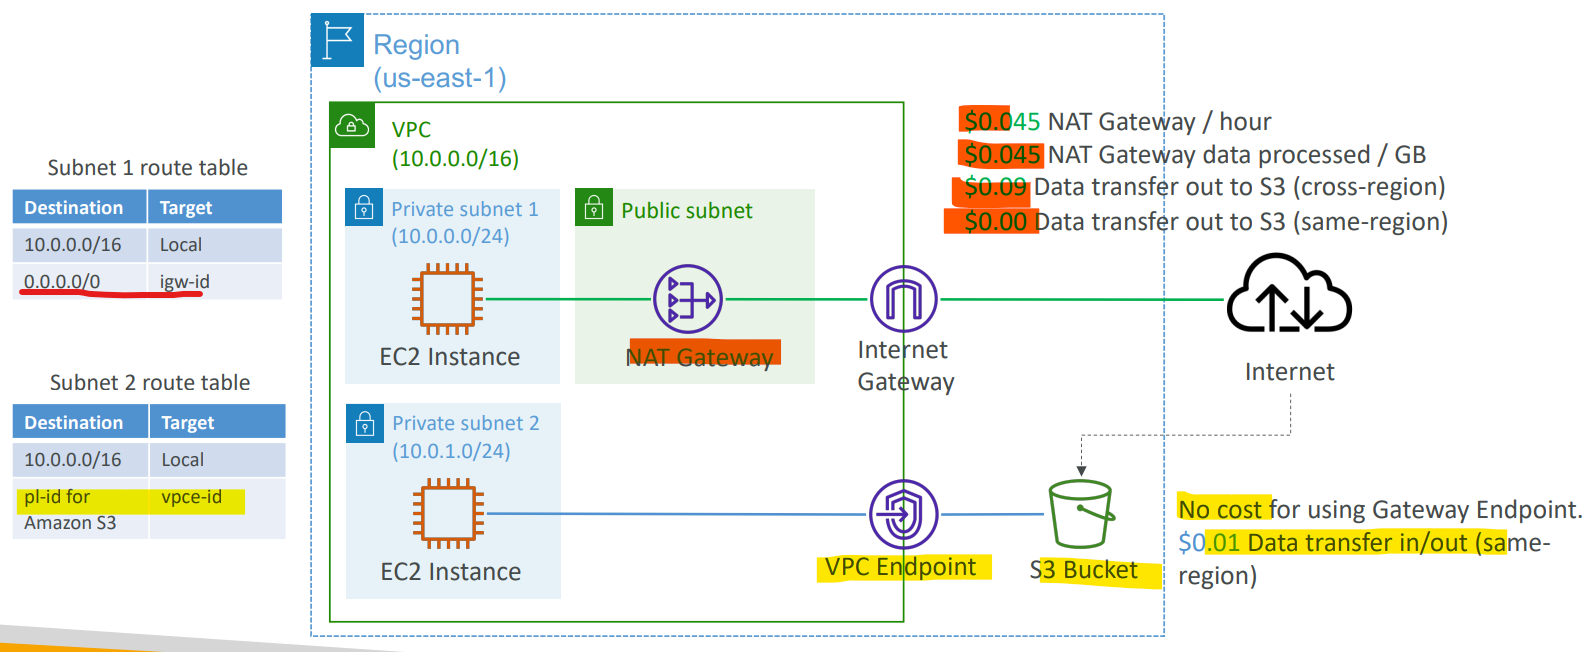 Region
(us-east-1)
VPC
(10.0.0.0/16)
$0.045 NAT Gateway / hour
$0.045 NAT Gateway data processed / GB
$0.09 Data transfer out to S3 (cross-region)
$0.00 Data transfer out to S3 (same-region)
Subnet 1 route table
Destination Target
10.0.0.0/16 Local
0.0.0.0/0 igw-id
Private subnet 1
(10.0.0.0/24)
EC2 Instance
Public subnet
NAT Gateway
Internet
Gateway
Internet
Subnet 2 route table
Destination Target
10.0.0.0/16 Local
pl-id for vpce-id
Amazon S3
Private subnet 2
(10.0.1.0/24)
EC2 Instance
VPC Endpoint
S3 Bucket
No cost for using Gateway Endpoint.
$0.01 Data transfer in/out (same-
region)